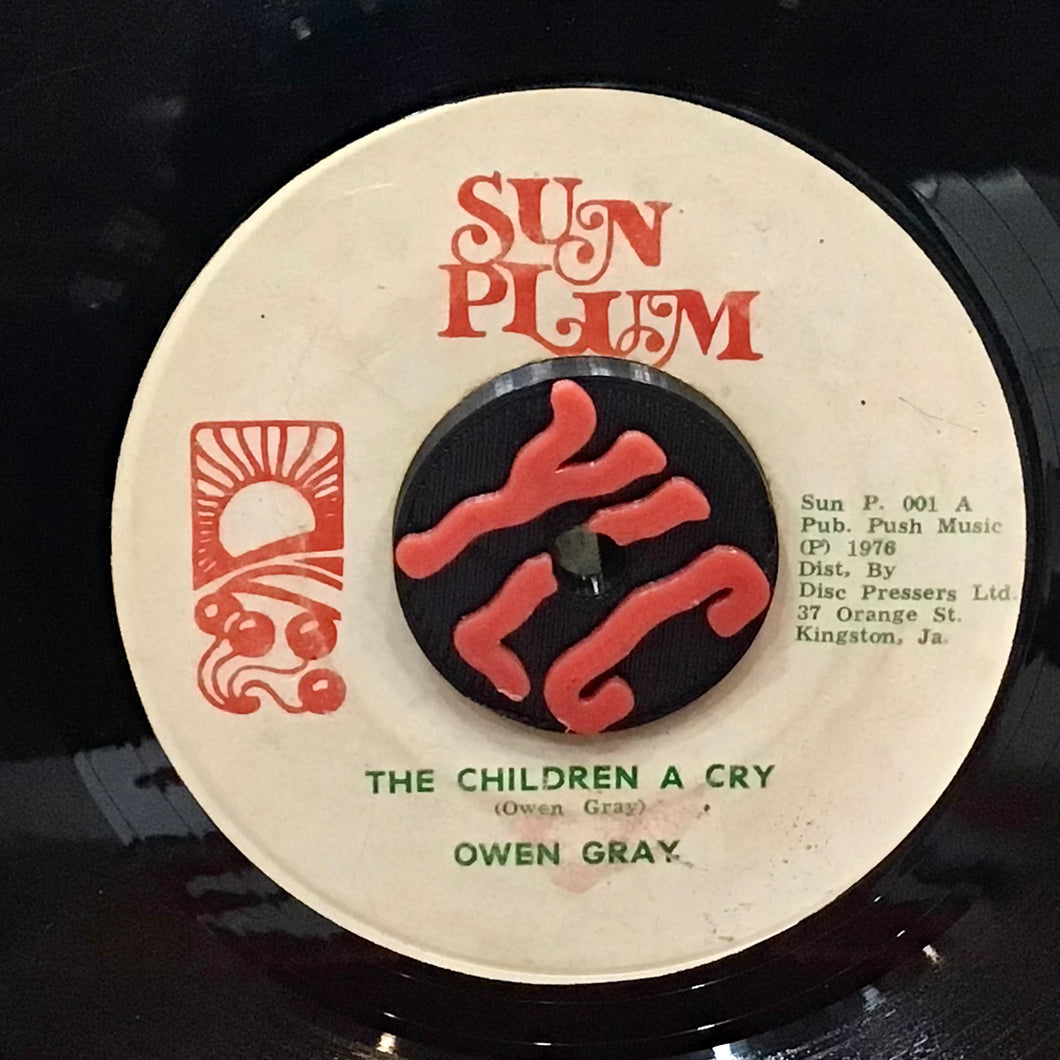 SUN
PLUM
Sun P. 001 A
Pub. Push Music
(P) 1976
Dist, By
Disc Pressers Ltd.
37 Orange St.
Kingston, Ja.
THE CHILDREN A CRY
(Owen Gray)
OWEN GRAY